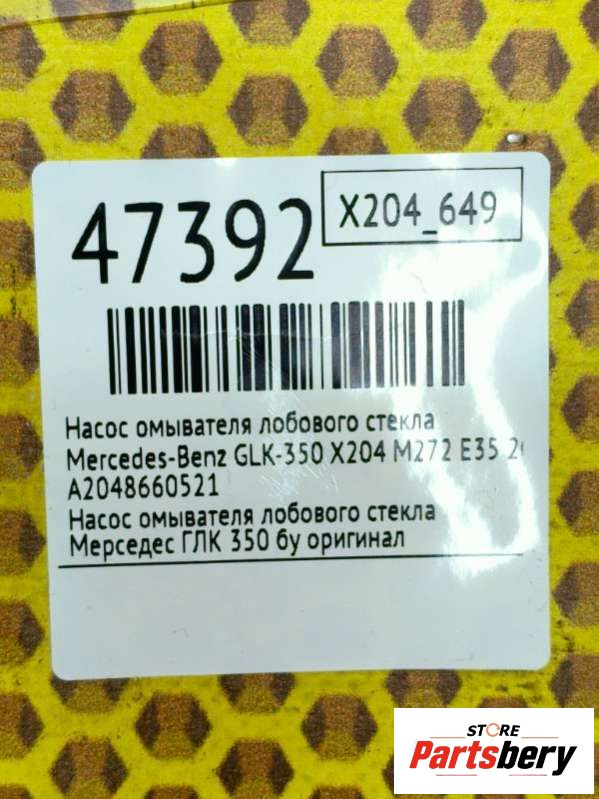 47392
X204_649
Насос омывателя лобового стекла
Mercedes-Benz GLK-350 X204 M272 E35
A2048660521
Насос омывателя лобового стекла
Мерседес ГЛК 350 бу оригинал
STORE
Partsbery